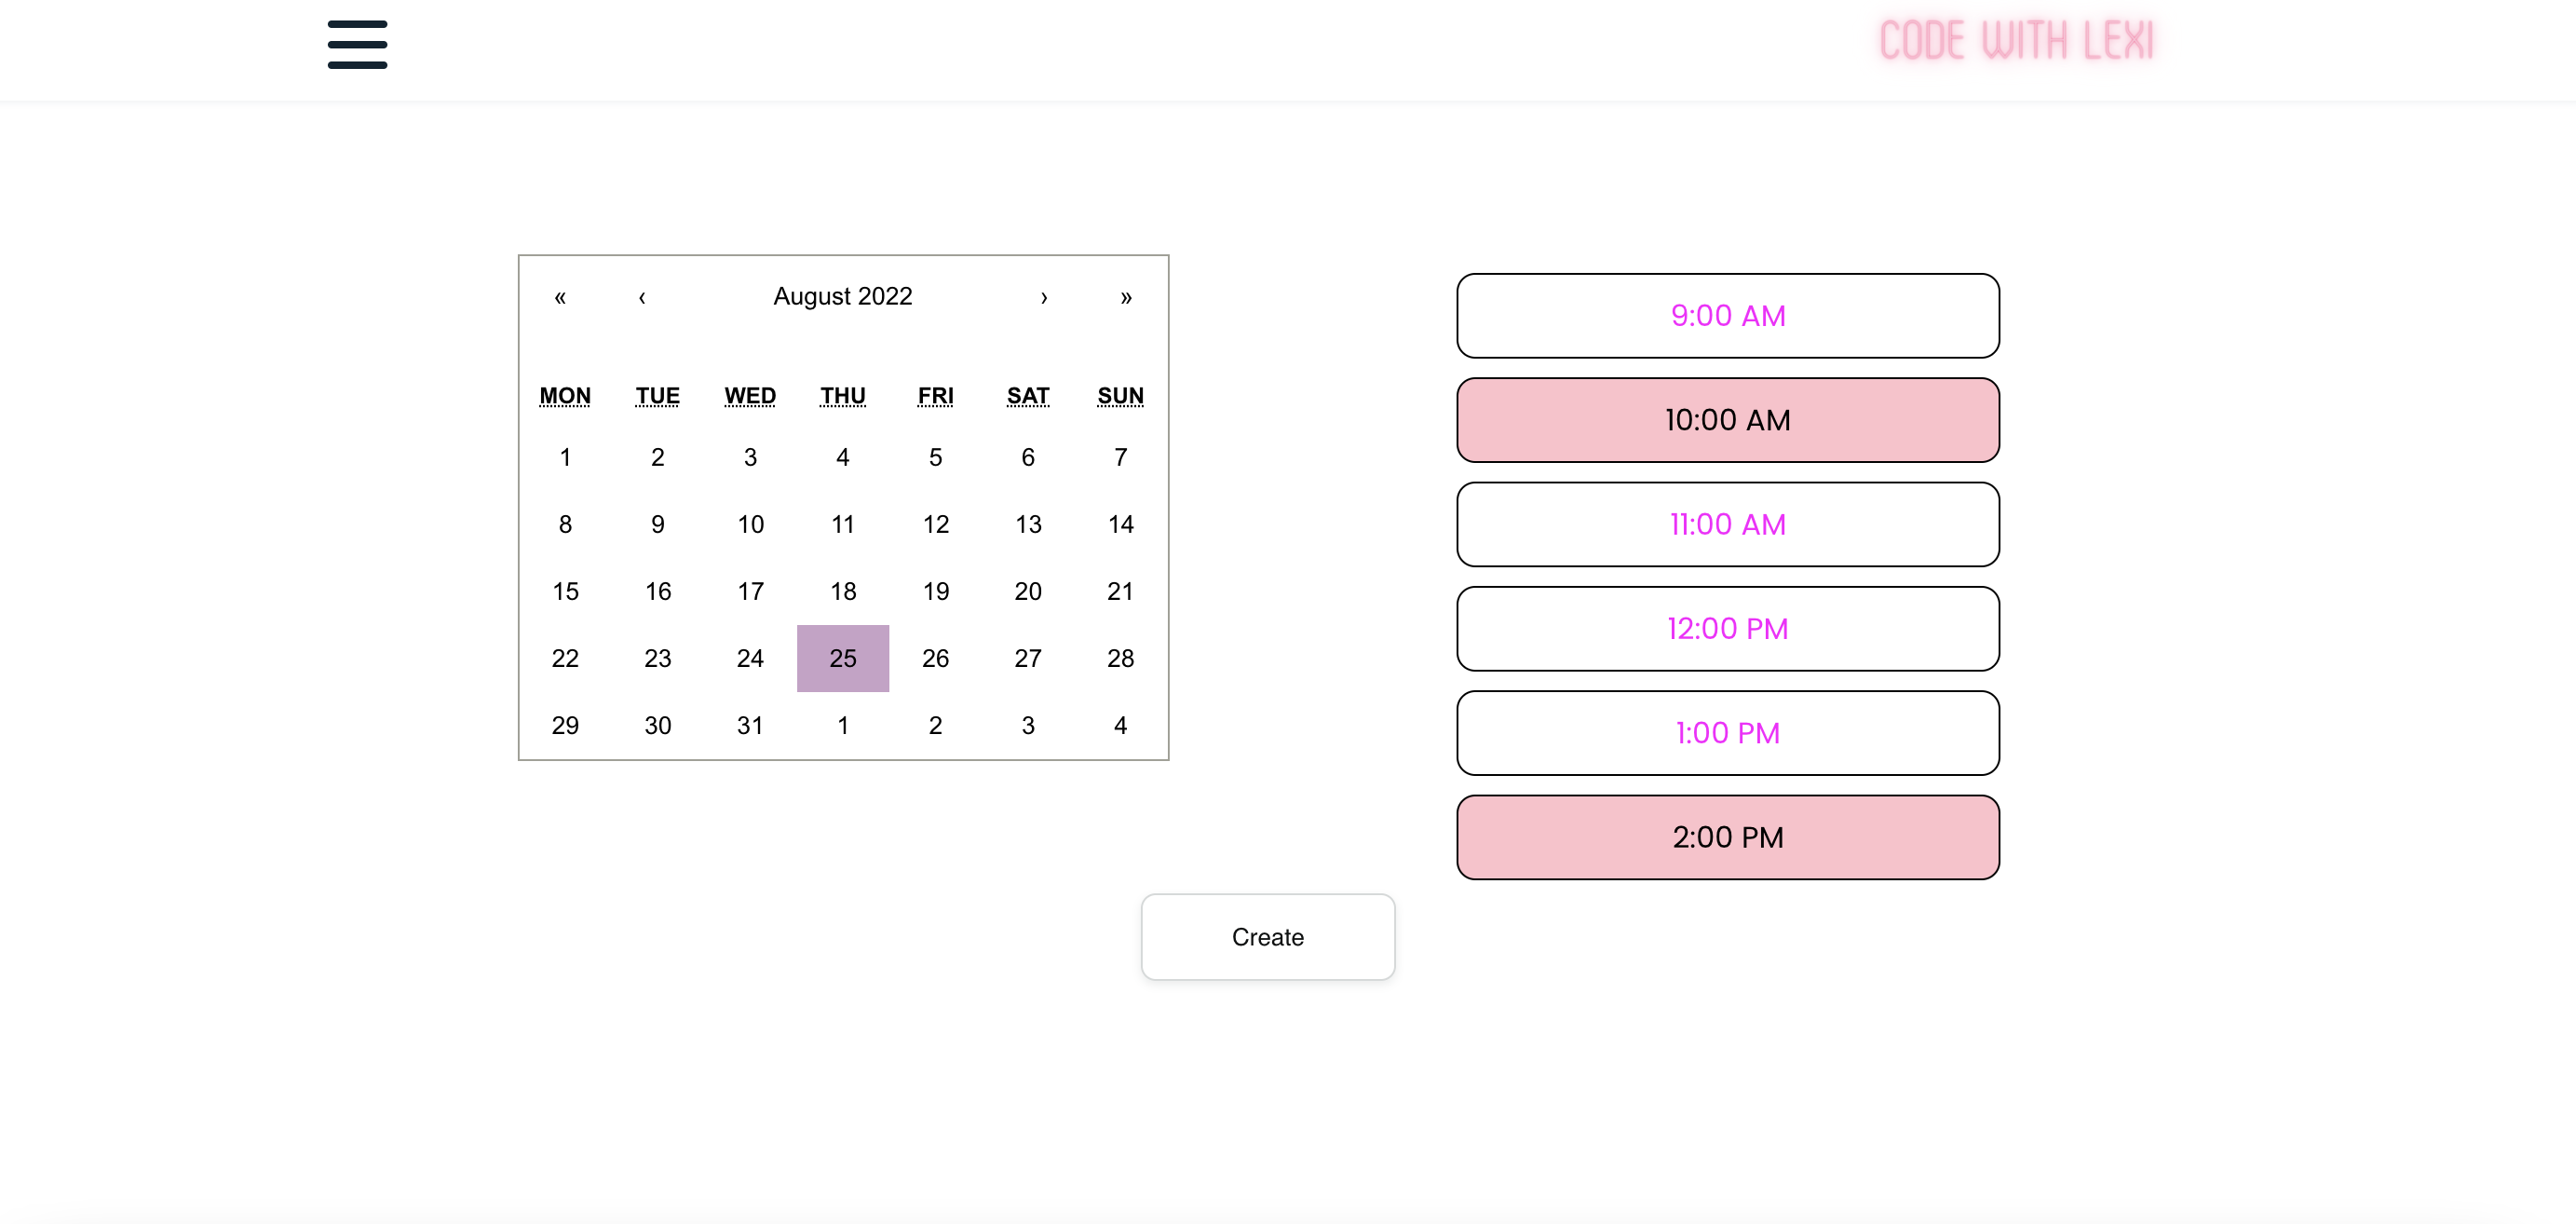 CODE WITH LEXI
« ‹ August 2022 › »
MON TUE WED THU FRI SAT SUN
1 2 3 4 5 6 7
8 9 10 11 12 13 14
15 16 17 18 19 20 21
22 23 24 25 26 27 28
29 30 31 1 2 3 4
9:00 AM
10:00 AM
11:00 AM
12:00 PM
1:00 PM
2:00 PM
Create